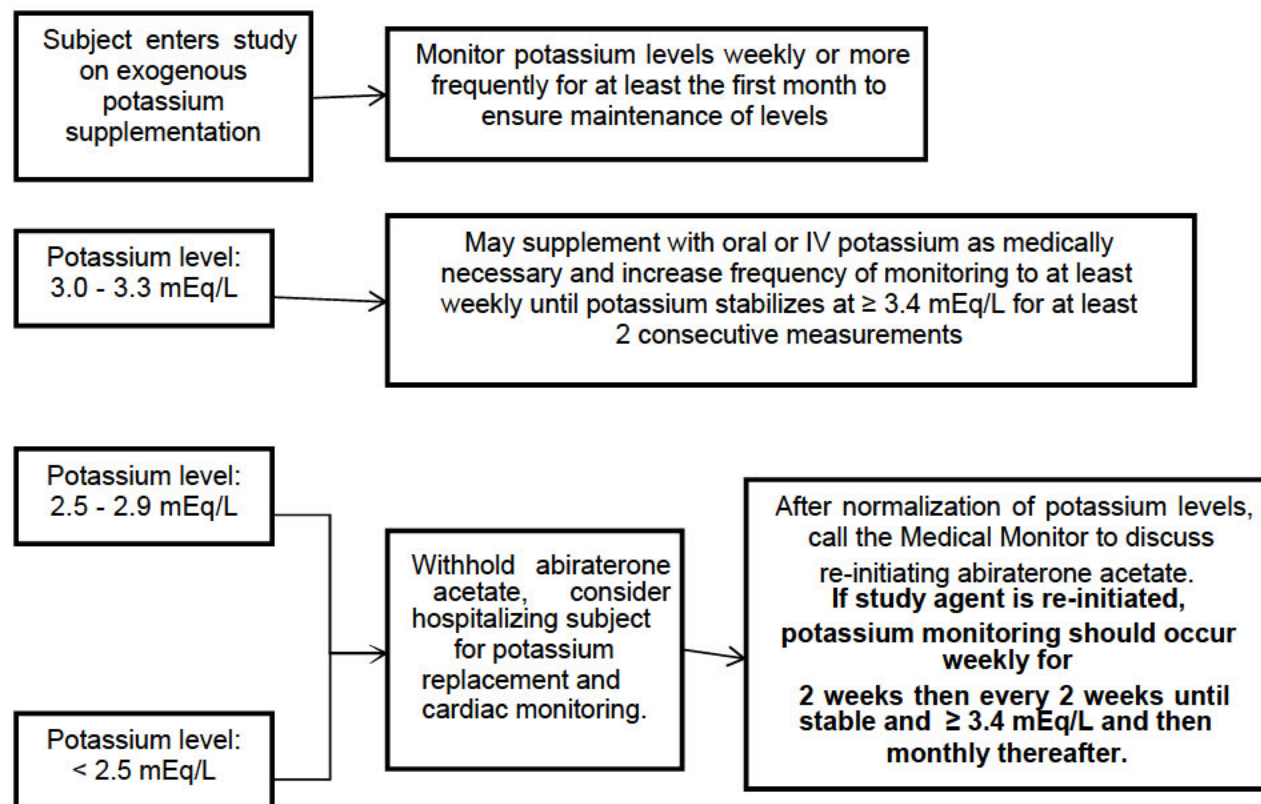 Subject enters study
on exogenous
potassium
supplementation
Monitor potassium levels weekly or more
frequently for at least the first month to
ensure maintenance of levels
Potassium level:
3.0 - 3.3 mEq/L
May supplement with oral or IV potassium as medically
necessary and increase frequency of monitoring to at least
weekly until potassium stabilizes at ≥ 3.4 mEq/L for at least
2 consecutive measurements
Potassium level:
2.5 - 2.9 mEq/L
Potassium level:
< 2.5 mEq/L
Withhold abiraterone
acetate, consider
hospitalizing subject
for potassium
replacement and
cardiac monitoring.
After normalization of potassium levels,
call the Medical Monitor to discuss
re-initiating abiraterone acetate.
If study agent is re-initiated,
potassium monitoring should occur
weekly for
2 weeks then every 2 weeks until
stable and ≥ 3.4 mEq/L and then
monthly thereafter.